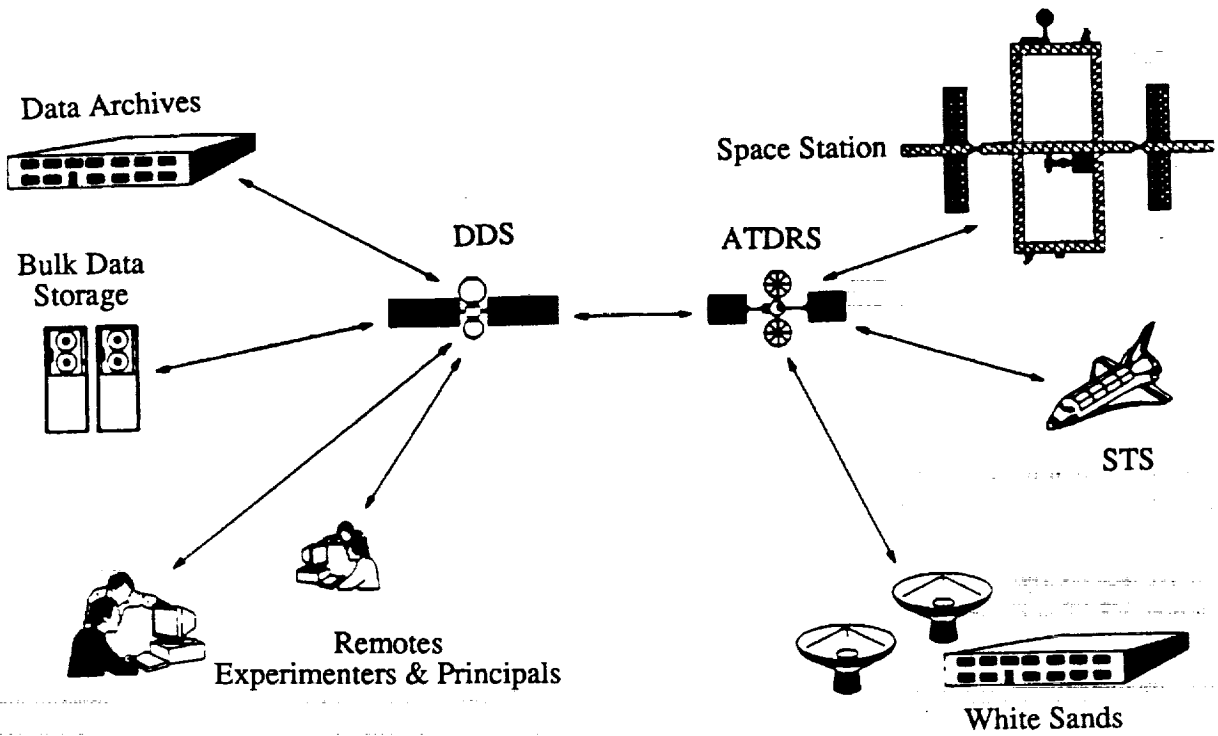 Data Archives
Space Station
DDS
ATDRS
Bulk Data
Storage
STS
Remotes
Experimenters & Principals
White Sands